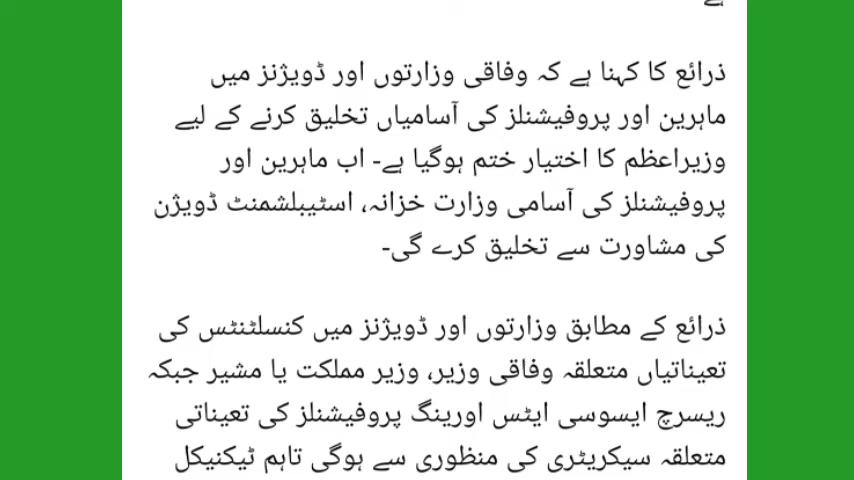 ہے
ذرائع کا کہنا ہے کہ وفاقی وزارتوں اور ڈویژنز میں
ماہرین اور پروفیشنلز کی آسامیاں تخلیق کرنے کے لیے
وزیراعظم کا اختیار ختم ہوگیا ہے- اب ماہرین اور
پروفیشنلز کی آسامی وزارت خزانہ، اسٹیبلشمنٹ ڈویژن
کی مشاورت سے تخلیق کرے گی-
ذرائع کے مطابق وزارتوں اور ڈویژنز میں کنسلٹنٹس کی
تعیناتیاں متعلقہ وفاقی وزیر، وزیر مملکت یا مشیر جبکہ
ریسرچ ایسوسی ایٹس اورینگ پروفیشنلز کی تعیناتی
متعلقہ سیکریٹری کی منظوری سے ہوگی تاہم ٹیکنیکل